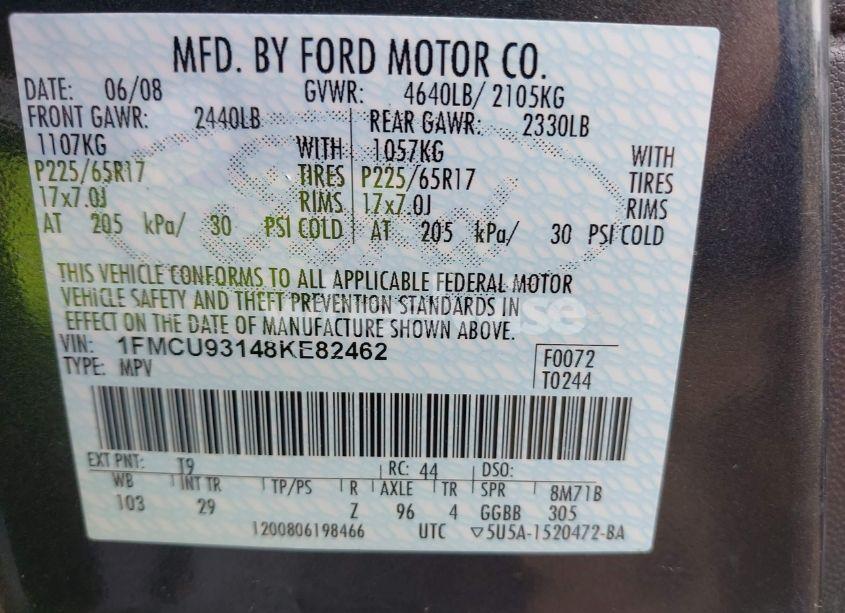 MFD. BY FORD MOTOR CO.
DATE: 06/08 GVWR: 4640LB/ 2105KG
FRONT GAWR: 2440LB REAR GAWR: 2330LB
1107KG WITH 1057KG WITH
P225/65R17 TIRES P225/65R17 TIRES
17x7.0J RIMS 17x7.0J RIMS
AT 205 kPa/ 30 PSI COLD AT 205 kPa/ 30 PSI COLD
THIS VEHICLE CONFORMS TO ALL APPLICABLE FEDERAL MOTOR
VEHICLE SAFETY AND THEFT PREVENTION STANDARDS IN
EFFECT ON THE DATE OF MANUFACTURE SHOWN ABOVE.
VIN: 1FMCU93148KE82462 F0072
TYPE: MPV T0244
EXT PNT: T9 RC: 44 DSO:
WB INT TR TP/PS R AXLE TR SPR 8M71B
103 29 Z 96 4 GGBB 305
1200806198466 UTC ▽5U5A-1520472-BA